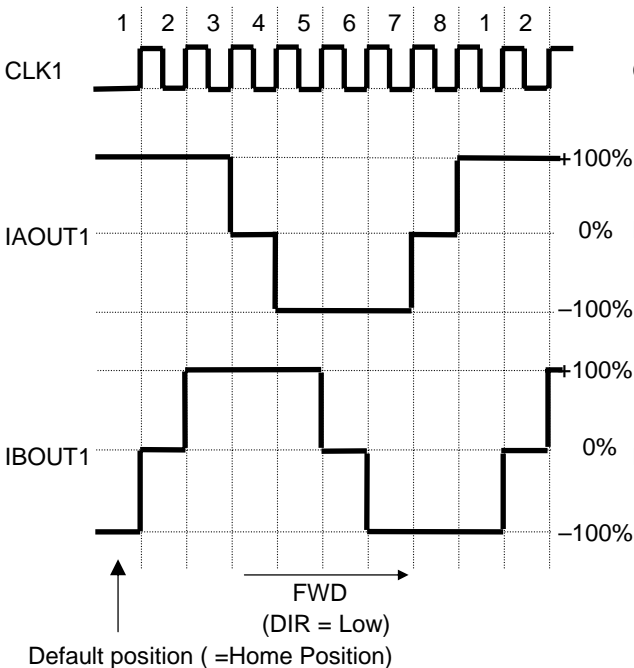 1 2 3 4 5 6 7 8 1 2
CLK1
+100%
IAOUT1
0%
–100%
+100%
IBOUT1
0%
–100%
FWD
(DIR = Low)
Default position ( =Home Position)